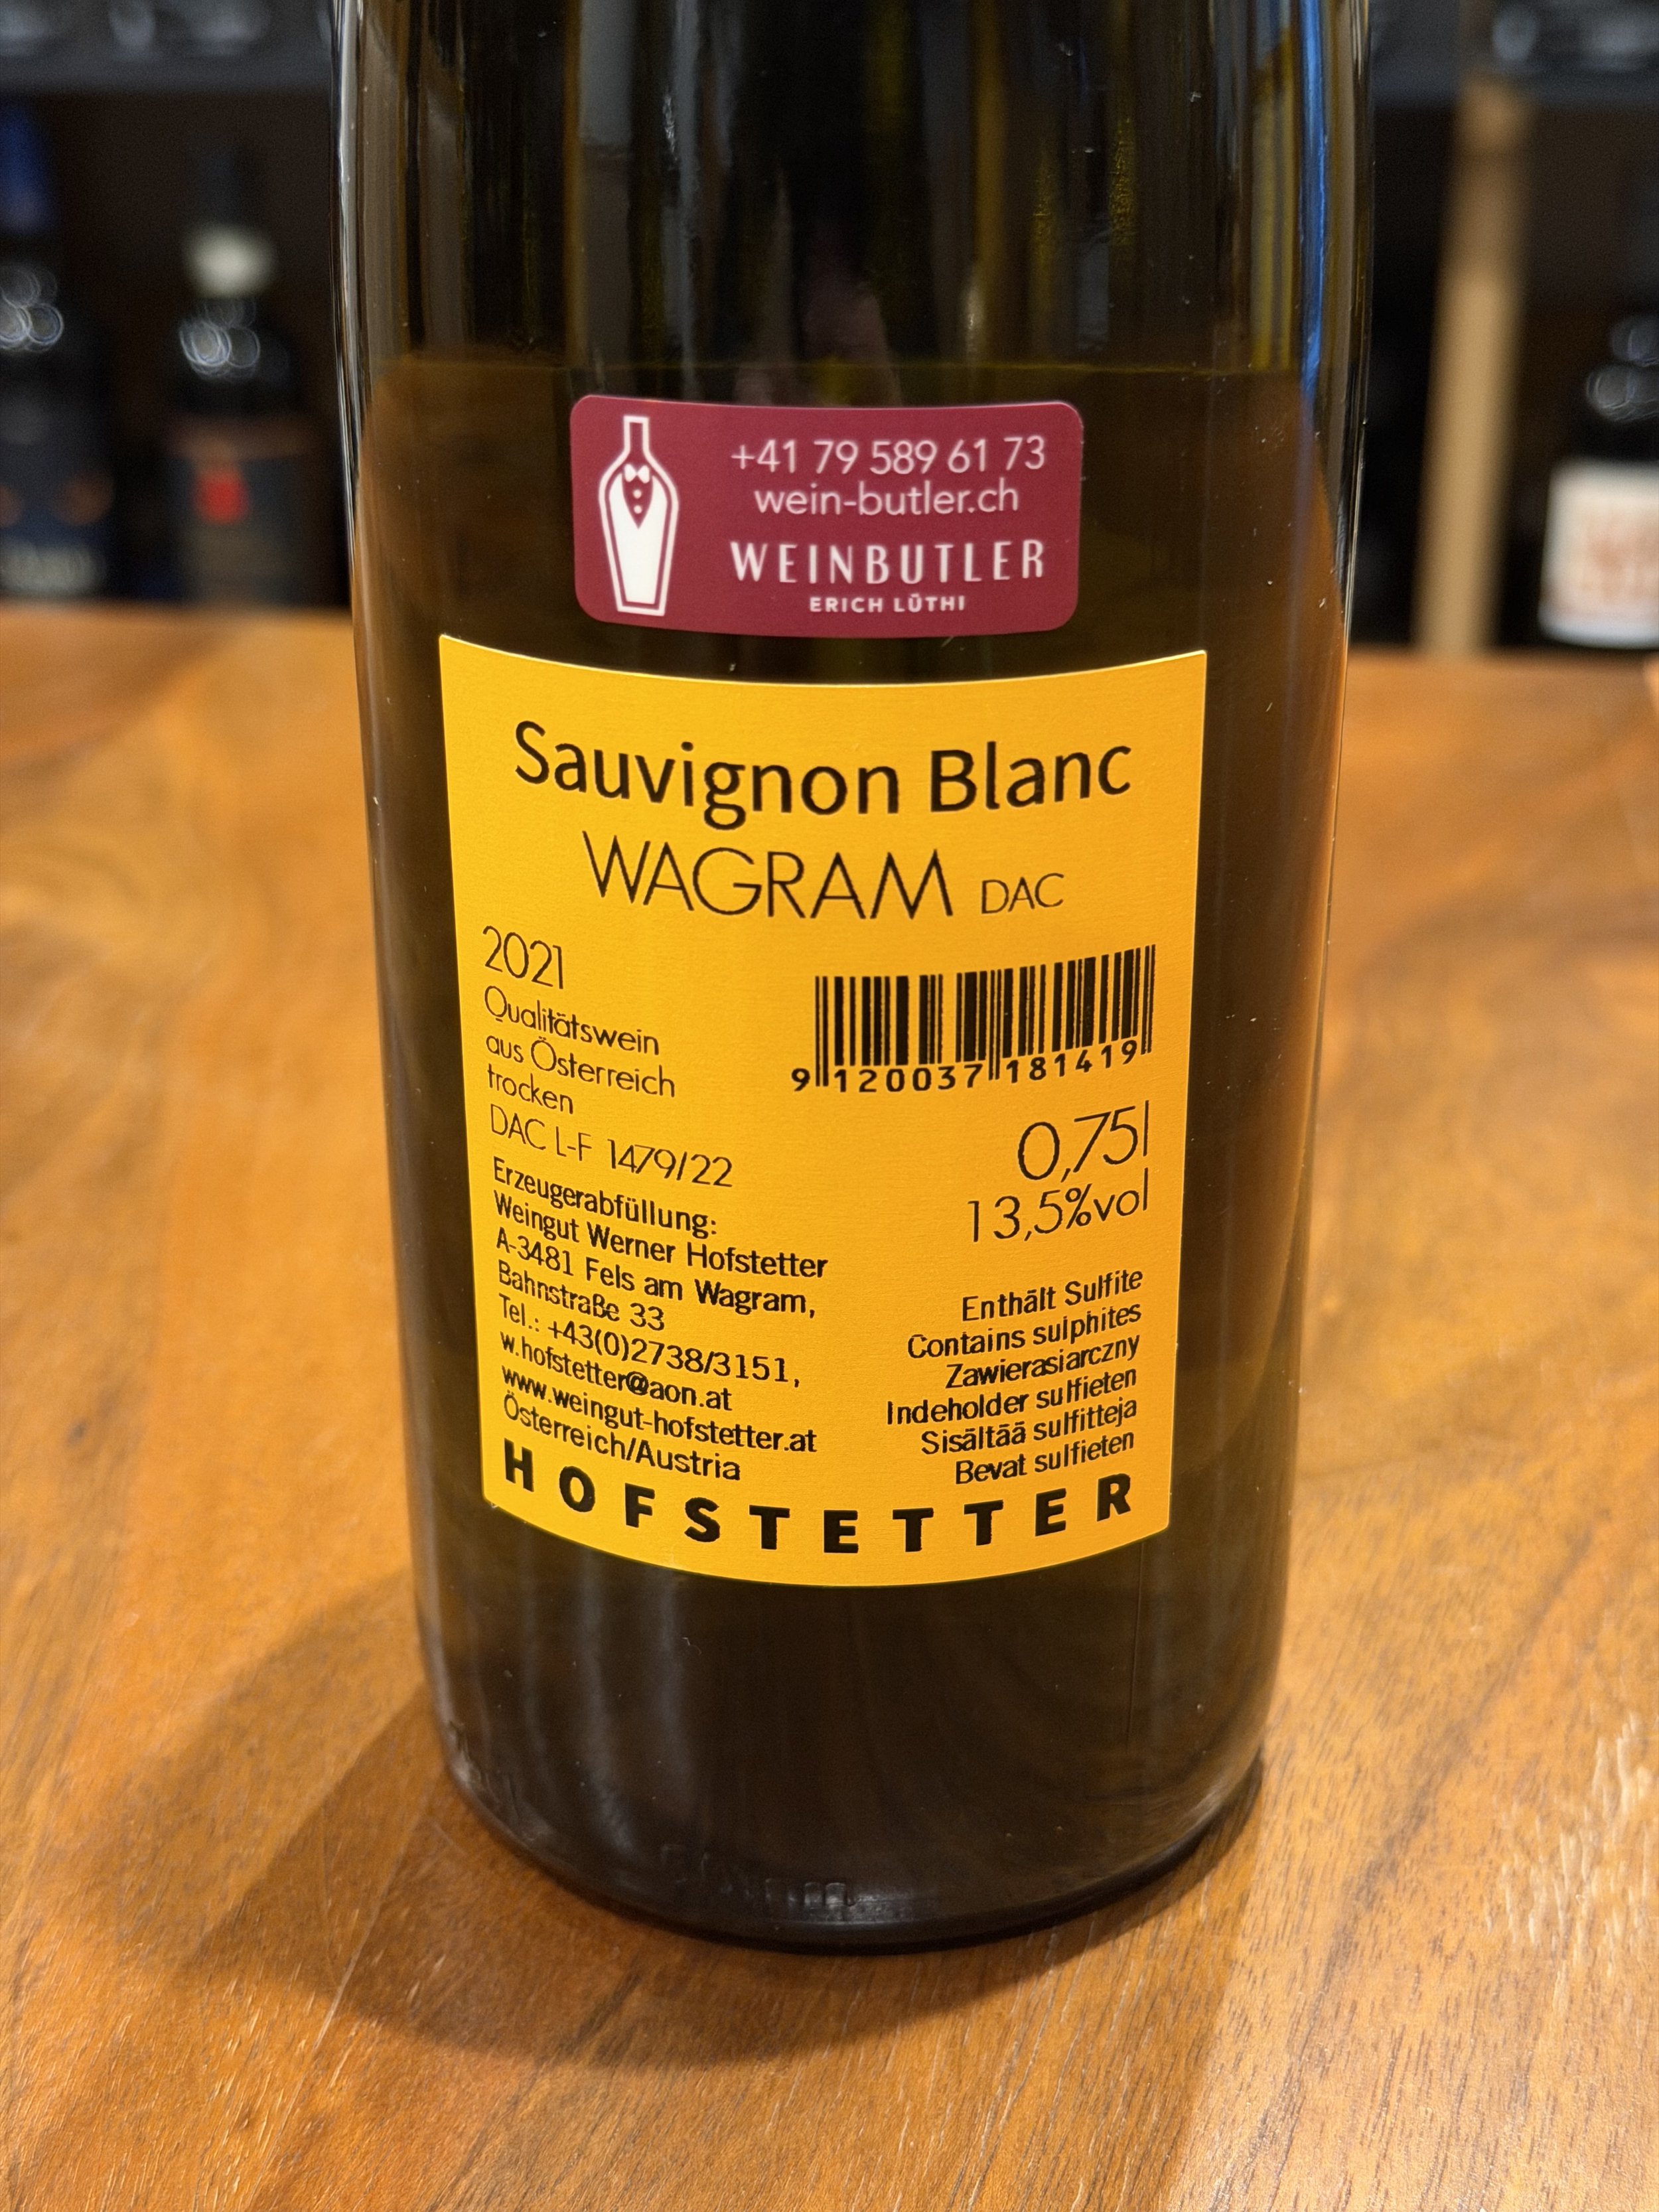 +41 79 589 61 73
wein-butler.ch
WEINBUTLER
ERICH LÜTHI
Sauvignon Blanc
WAGRAM DAC
2021
Qualitätswein
aus Österreich
trocken
DAC L-F 1479/22
Erzeugerabfüllung:
Weingut Werner Hofstetter
A-3481 Fels am Wagram,
Bahnstraße 33
Tel.: +43(0)2738/3151,
w.hofstetter@aon.at
www.weingut-hofstetter.at
Österreich/Austria
9 120037 181419
0,75l
13,5%vol
Enthält Sulfite
Contains sulphites
Zawierasiarczny
Indeholder sulfieten
Sisältää sulfitteja
Bevat sulfieten
HOFSTETTER